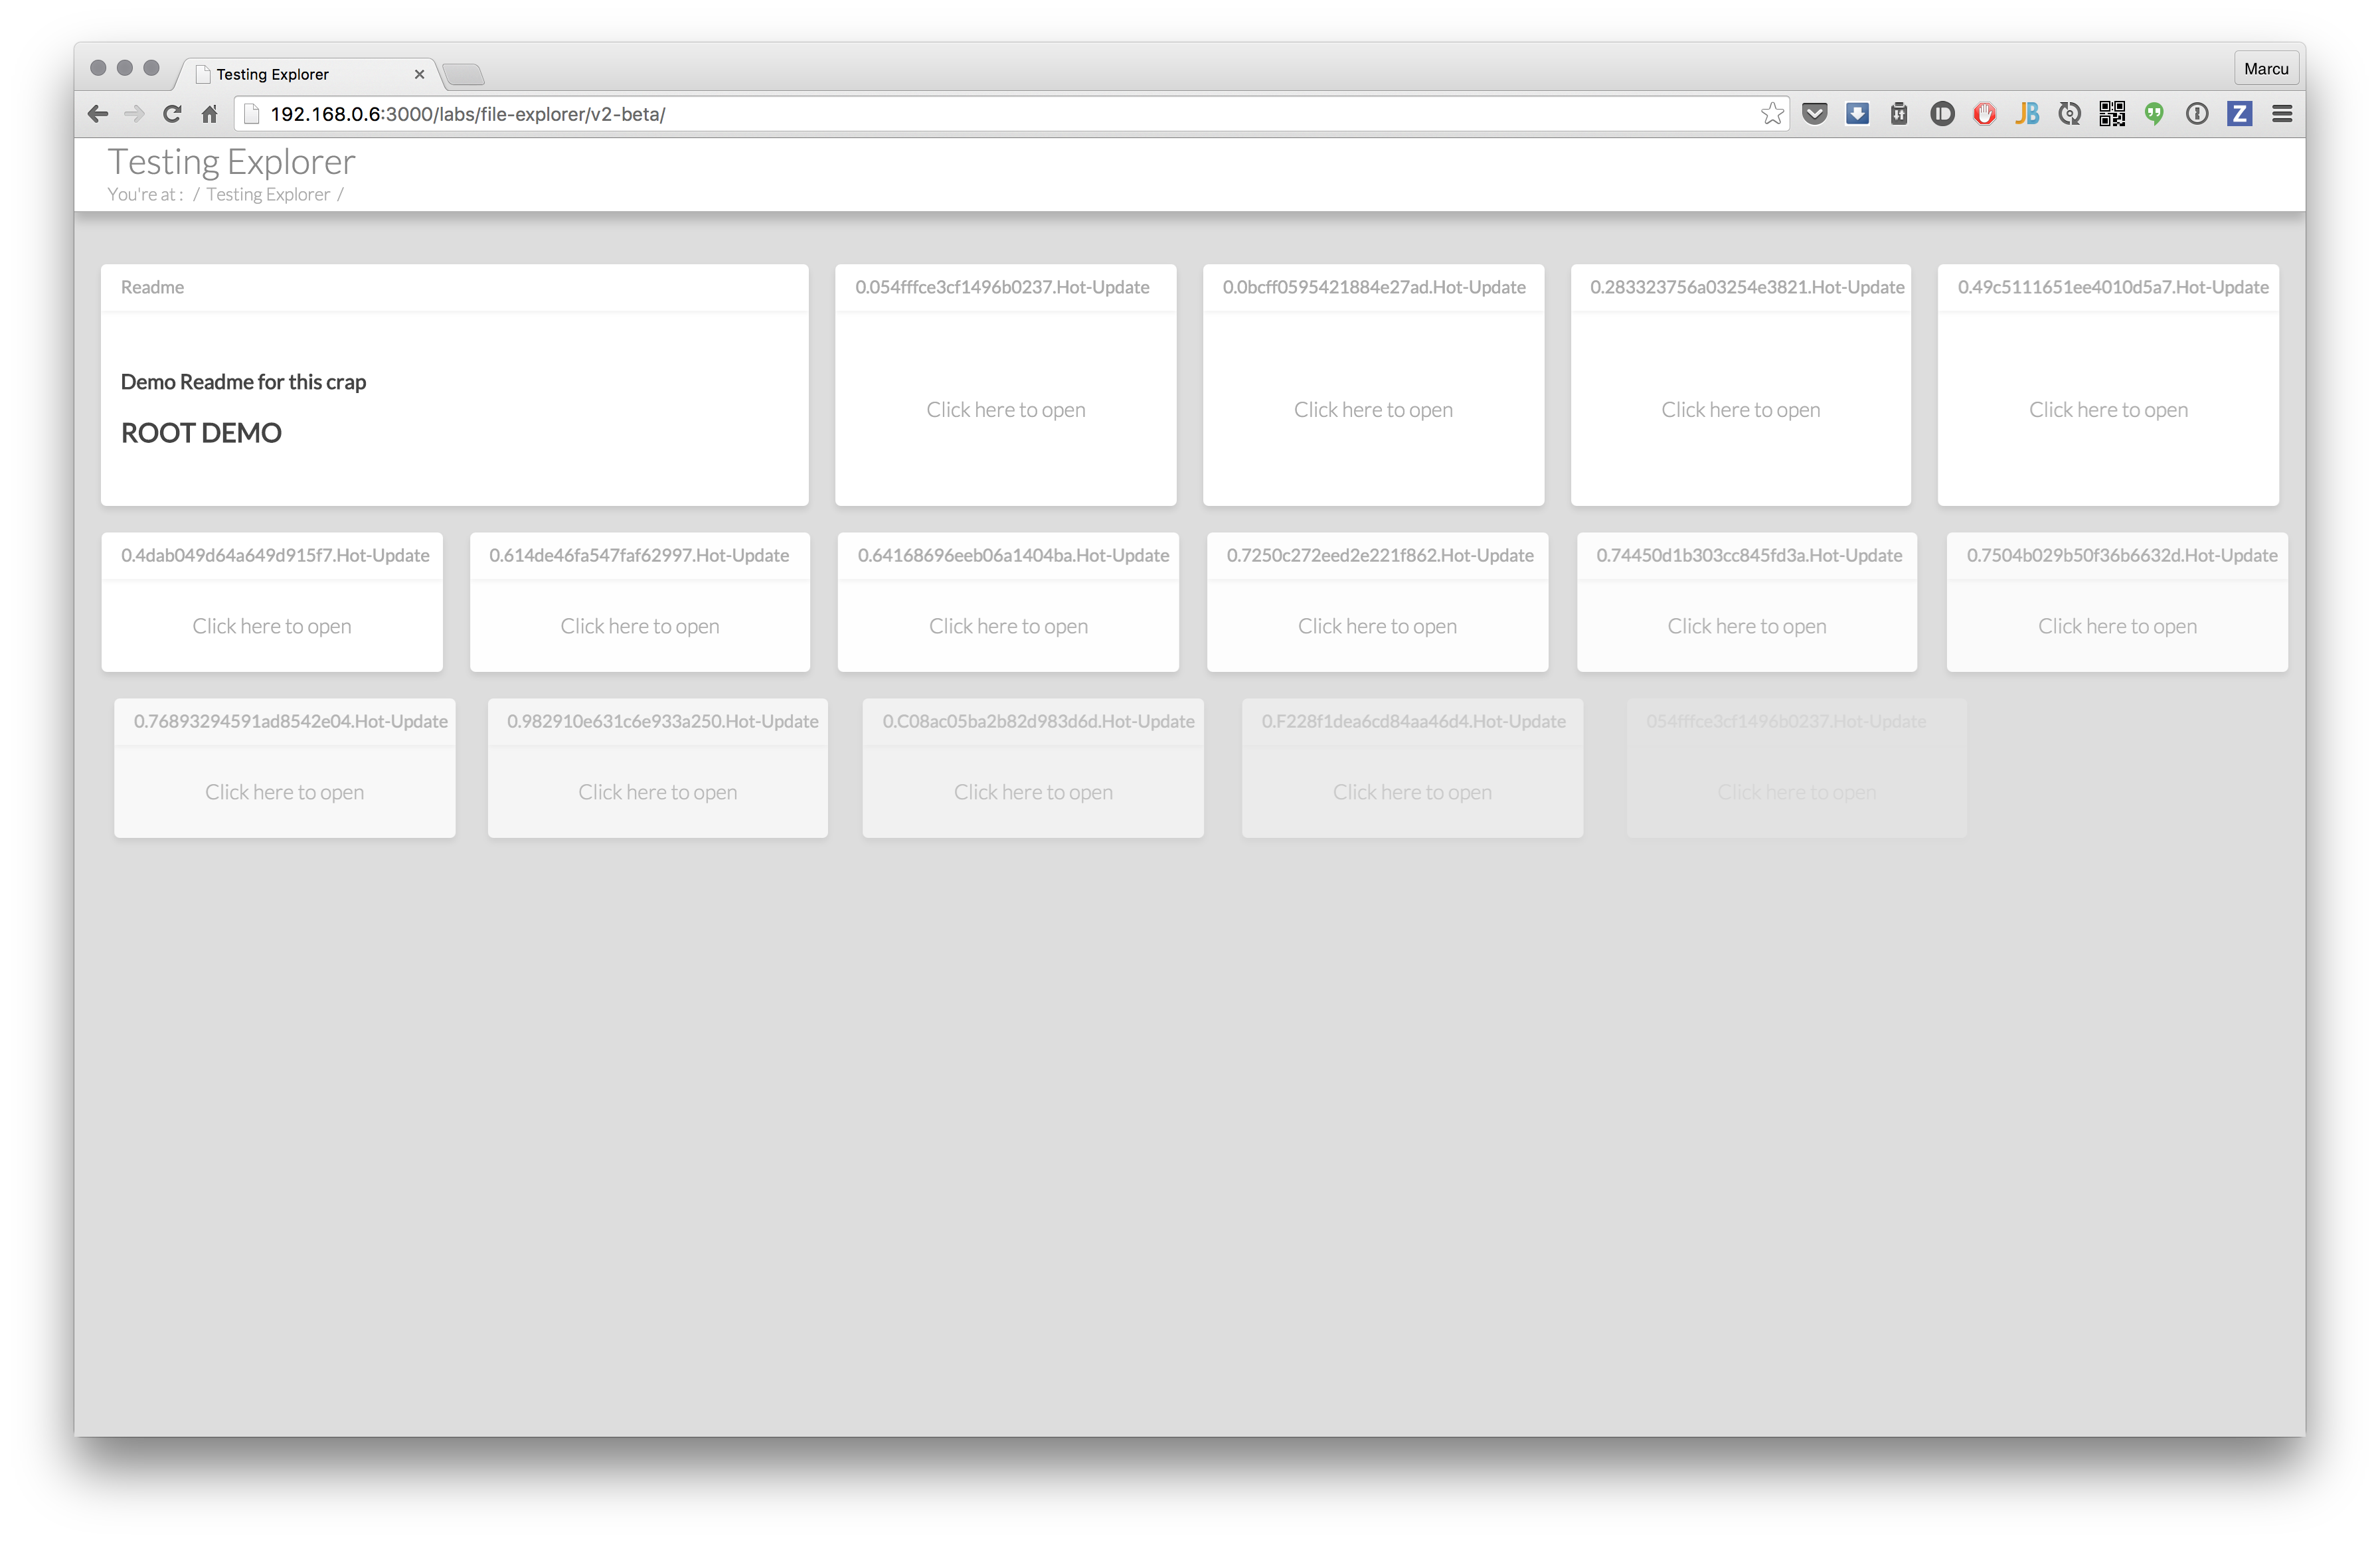 Testing Explorer
Marcu
192.168.0.6:3000/labs/file-explorer/v2-beta/
JB
Z
Testing Explorer
You're at : / Testing Explorer /
Readme
Demo Readme for this crap
ROOT DEMO
0.054fffce3cf1496b0237.Hot-Update
Click here to open
0.0bcff0595421884e27ad.Hot-Update
Click here to open
0.283323756a03254e3821.Hot-Update
Click here to open
0.49c5111651ee4010d5a7.Hot-Update
Click here to open
0.4dab049d64a649d915f7.Hot-Update
Click here to open
0.614de46fa547faf62997.Hot-Update
Click here to open
0.64168696eeb06a1404ba.Hot-Update
Click here to open
0.7250c272eed2e221f862.Hot-Update
Click here to open
0.74450d1b303cc845fd3a.Hot-Update
Click here to open
0.7504b029b50f36b6632d.Hot-Update
Click here to open
0.76893294591ad8542e04.Hot-Update
Click here to open
0.982910e631c6e933a250.Hot-Update
Click here to open
0.C08ac05ba2b82d983d6d.Hot-Update
Click here to open
0.F228f1dea6cd84aa46d4.Hot-Update
Click here to open
054fffce3cf1496b0237.Hot-Update
Click here to open